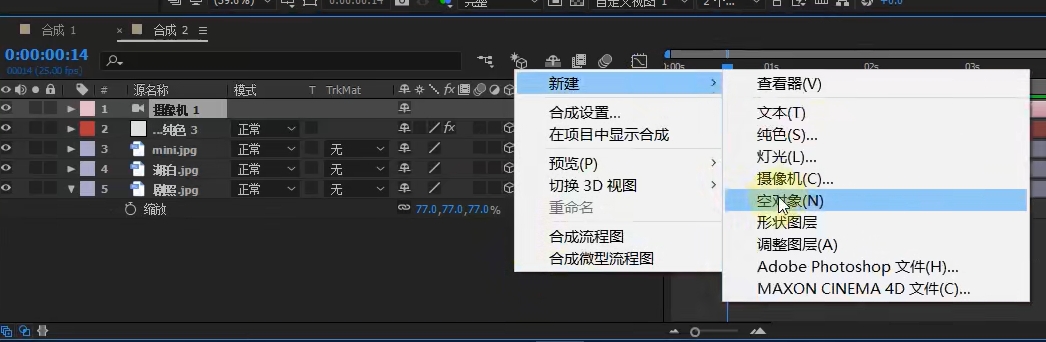 完整
自定义视图 1
2 个...
+0.0
合成 1
× 合成 2
0:00:00:14
00014 (25.00 fps)
:00s 01s 02s 03s
源名称 模式 T TrkMat
1 摄像机 1
2 ...纯色 3 正常
3 mini.jpg 正常 无
4 湖白.jpg 正常 无
5 剧照.jpg 正常 无
缩放 77.0,77.0,77.0%
新建
合成设置...
在项目中显示合成
预览(P)
切换 3D 视图
重命名
合成流程图
合成微型流程图
查看器(V)
文本(T)
纯色(S)...
灯光(L)...
摄像机(C)...
空对象(N)
形状图层
调整图层(A)
Adobe Photoshop 文件(H)...
MAXON CINEMA 4D 文件(C)...